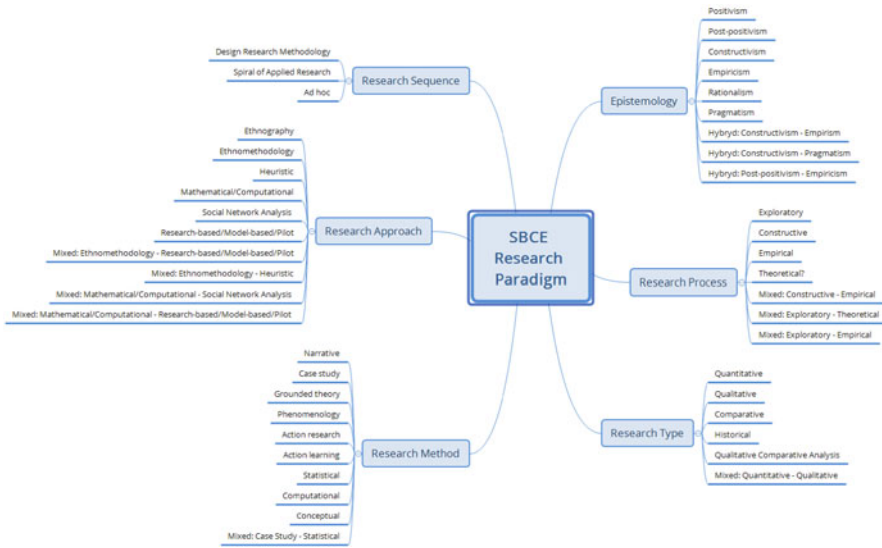 SBCE
Research
Paradigm
Research Sequence
Design Research Methodology
Spiral of Applied Research
Ad hoc
Research Approach
Ethnography
Ethnomethodology
Heuristic
Mathematical/Computational
Social Network Analysis
Research-based/Model-based/Pilot
Mixed: Ethnomethodology - Research-based/Model-based/Pilot
Mixed: Ethnomethodology - Heuristic
Mixed: Mathematical/Computational - Social Network Analysis
Mixed: Mathematical/Computational - Research-based/Model-based/Pilot
Research Method
Narrative
Case study
Grounded theory
Phenomenology
Action research
Action learning
Statistical
Computational
Conceptual
Mixed: Case Study - Statistical
Epistemology
Positivism
Post-positivism
Constructivism
Empiricism
Rationalism
Pragmatism
Hybryd: Constructivism - Empirism
Hybryd: Constructivism - Pragmatism
Hybryd: Post-positivism - Empiricism
Research Process
Exploratory
Constructive
Empirical
Theoretical?
Mixed: Constructive - Empirical
Mixed: Exploratory - Theoretical
Mixed: Exploratory - Empirical
Research Type
Quantitative
Qualitative
Comparative
Historical
Qualitative Comparative Analysis
Mixed: Quantitative - Qualitative